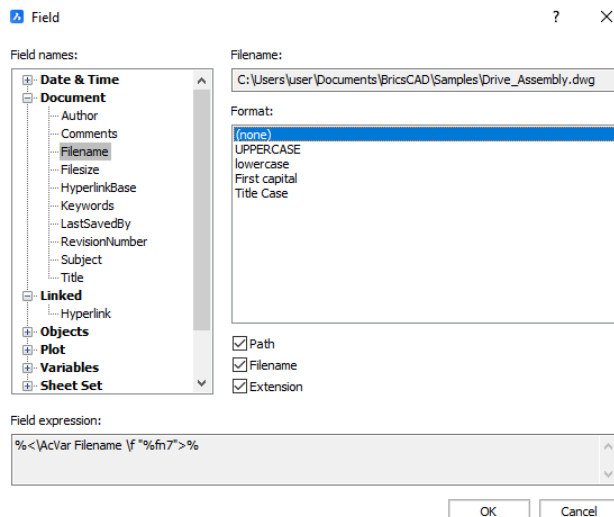 Field
?
Field names:
Date & Time
Document
Author
Comments
Filename
Filesize
HyperlinkBase
Keywords
LastSavedBy
RevisionNumber
Subject
Title
Linked
Hyperlink
Objects
Plot
Variables
Sheet Set
Filename:
C:\Users\user\Documents\BricsCAD\Samples\Drive_Assembly.dwg
Format:
(none)
UPPERCASE
lowercase
First capital
Title Case
Path
Filename
Extension
Field expression:
%<\AcVar Filename \f "%fn7">%
OK
Cancel